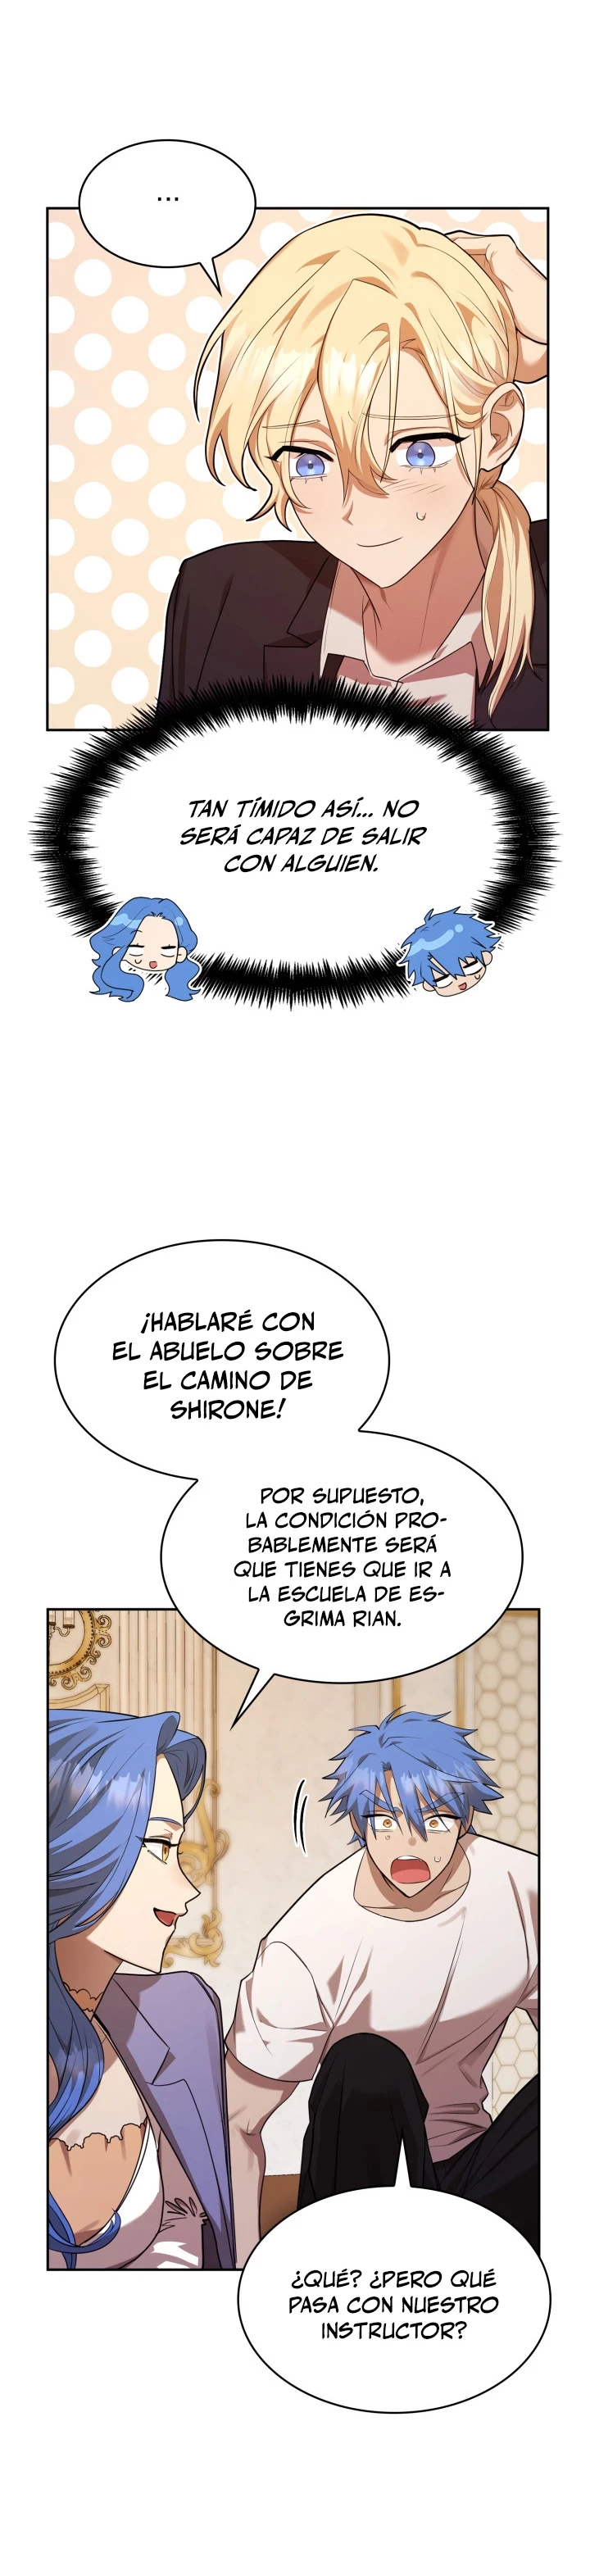 ...
TAN TÍMIDO ASÍ... NO
SERÁ CAPAZ DE SALIR
CON ALGUIEN.
¡HABLARÉ CON
EL ABUELO SOBRE
EL CAMINO DE
SHIRONE!
POR SUPUESTO,
LA CONDICIÓN PRO-
BABLEMENTE SERÁ
QUE TIENES QUE IR A
LA ESCUELA DE ES-
GRIMA RIAN.
¿QUÉ? ¿PERO QUÉ
PASA CON NUESTRO
INSTRUCTOR?